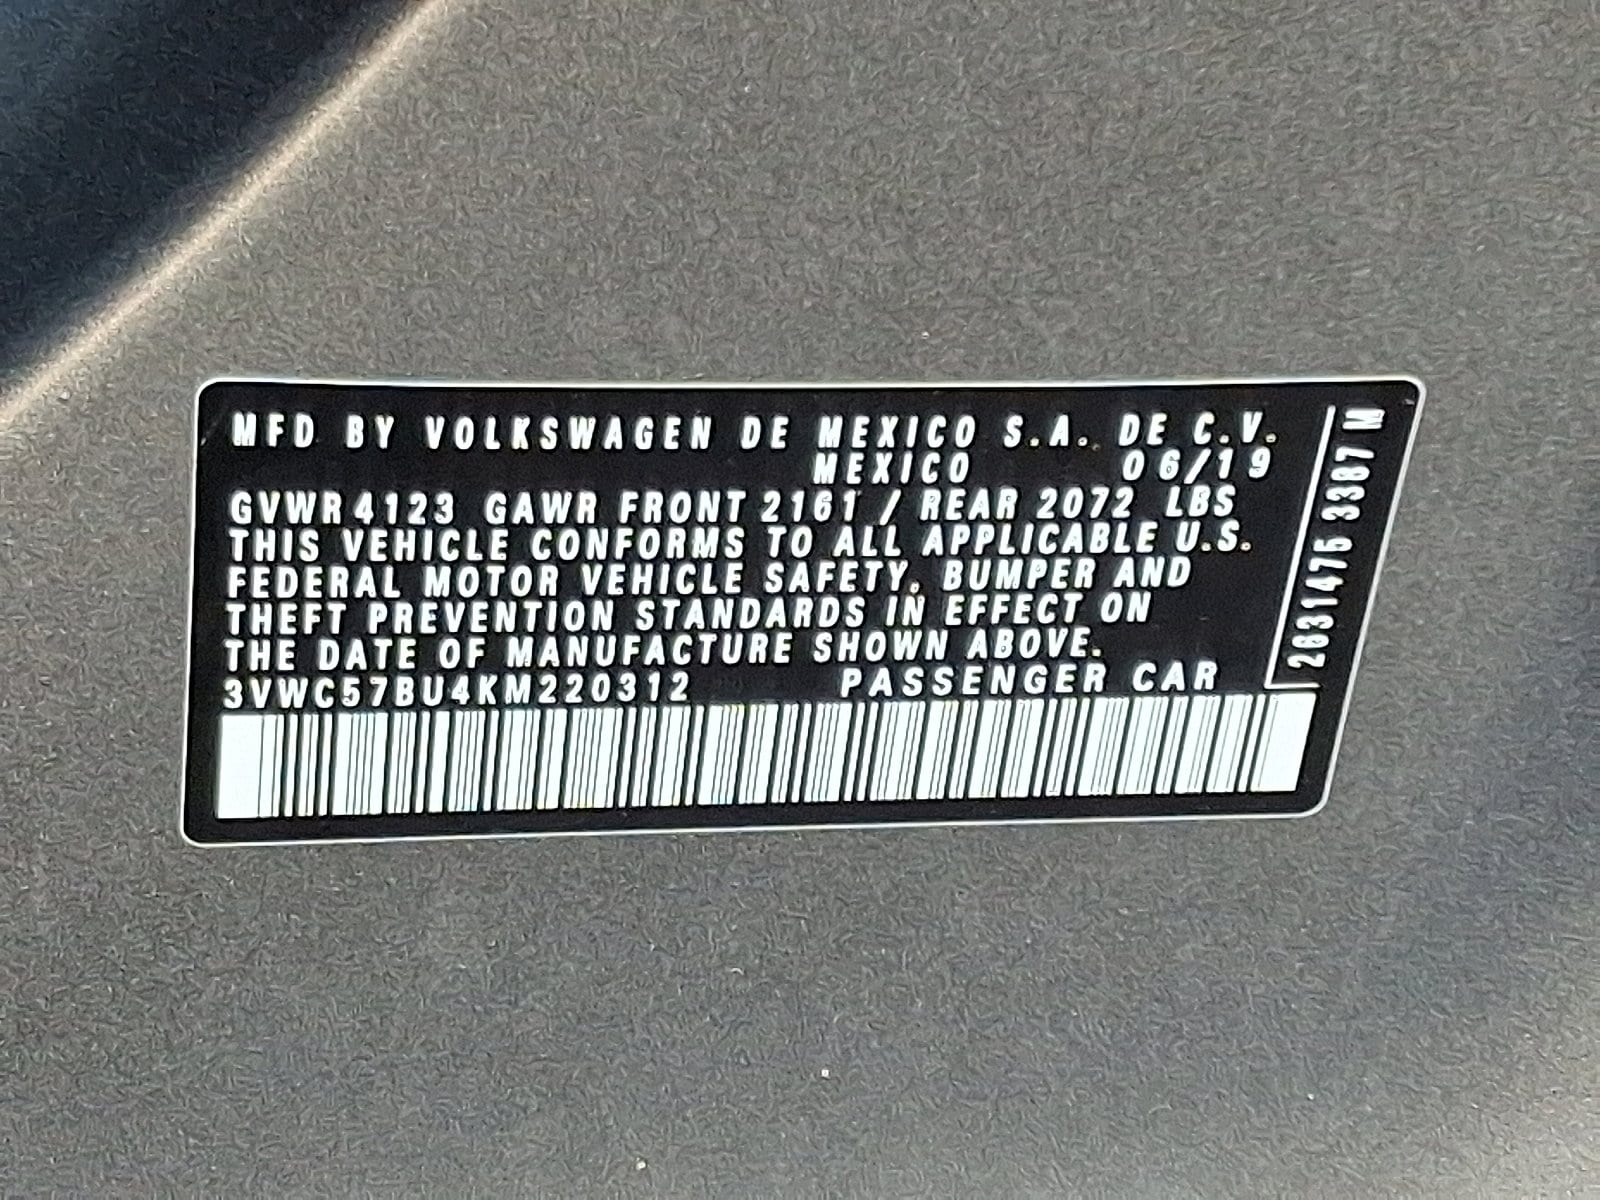 MFD BY VOLKSWAGEN DE MEXICO S.A. DE C.V.
MEXICO 06/19
GVWR 4123 GAWR FRONT 2161 / REAR 2072 LBS
THIS VEHICLE CONFORMS TO ALL APPLICABLE U.S.
FEDERAL MOTOR VEHICLE SAFETY, BUMPER AND
THEFT PREVENTION STANDARDS IN EFFECT ON
THE DATE OF MANUFACTURE SHOWN ABOVE.
3VWC57BU4KM220312 PASSENGER CAR
2631475 3387 M